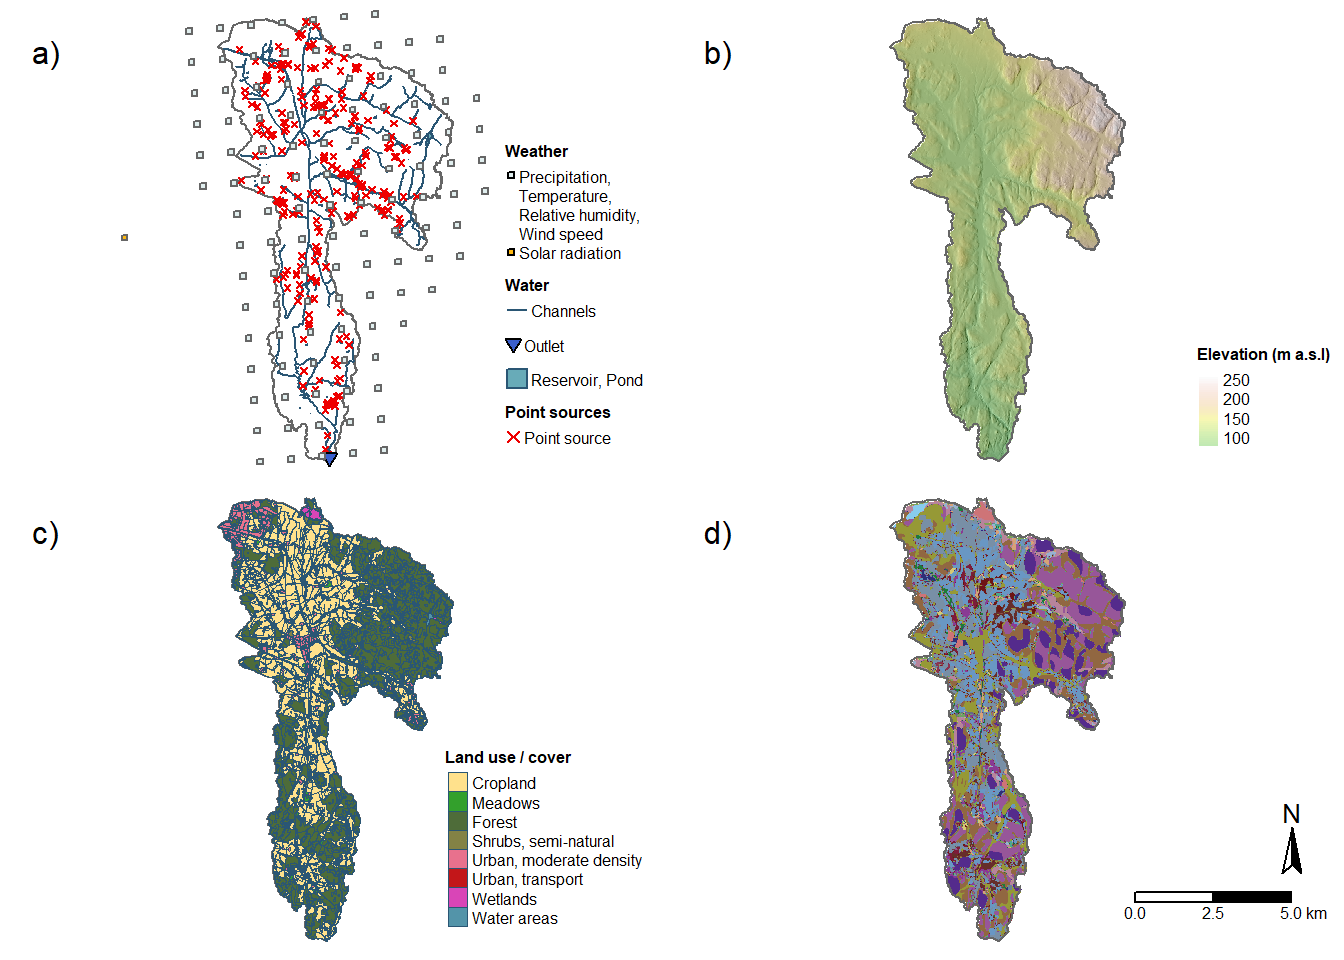 a)
b)
Weather
Precipitation,
Temperature,
Relative humidity,
Wind speed
Solar radiation
Water
Channels
Outlet
Reservoir, Pond
Point sources
Point source
Elevation (m a.s.l)
250
200
150
100
c)
d)
Land use / cover
Cropland
Meadows
Forest
Shrubs, semi-natural
Urban, moderate density
Urban, transport
Wetlands
Water areas
N
0.0 2.5 5.0 km